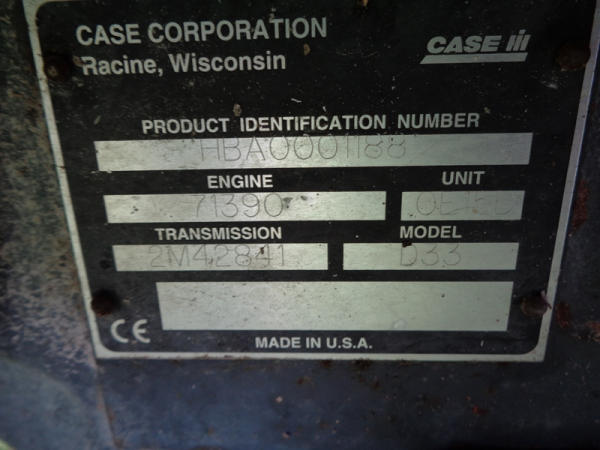 CASE CORPORATION
Racine, Wisconsin
CASE III
PRODUCT IDENTIFICATION NUMBER
HBA0001188
ENGINE UNIT
71390
TRANSMISSION MODEL
2M42841 D33
CE
MADE IN U.S.A.